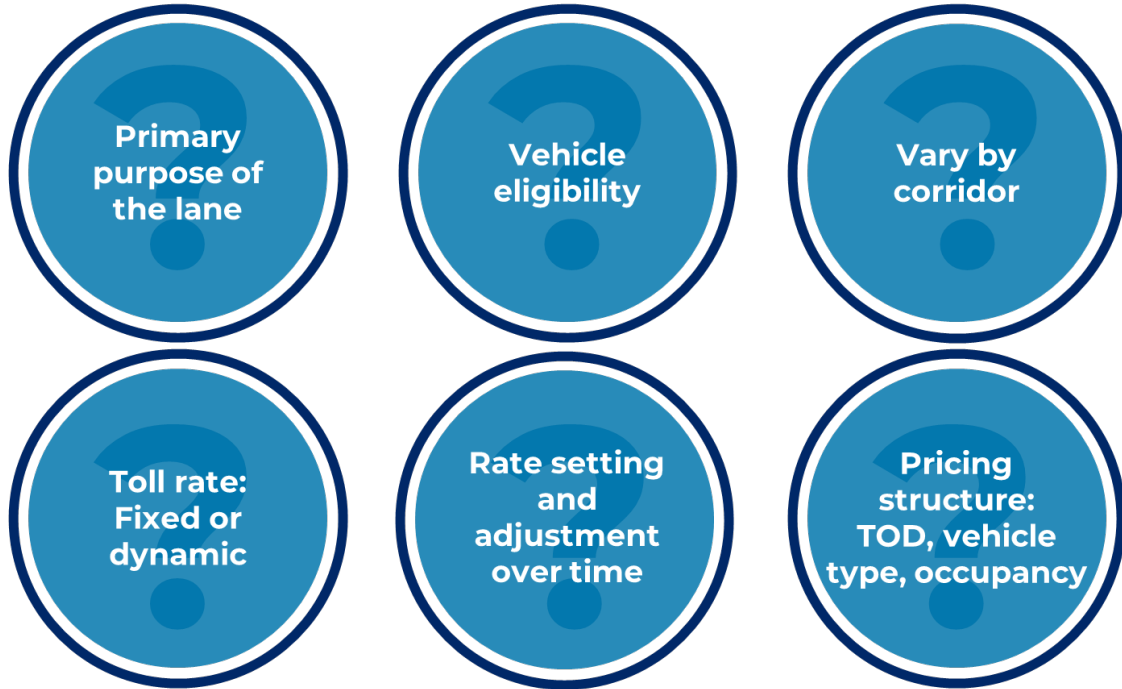 Primary
purpose of
the lane
Vehicle
eligibility
Vary by
corridor
Toll rate:
Fixed or
dynamic
Rate setting
and
adjustment
over time
Pricing
structure:
TOD, vehicle
type, occupancy